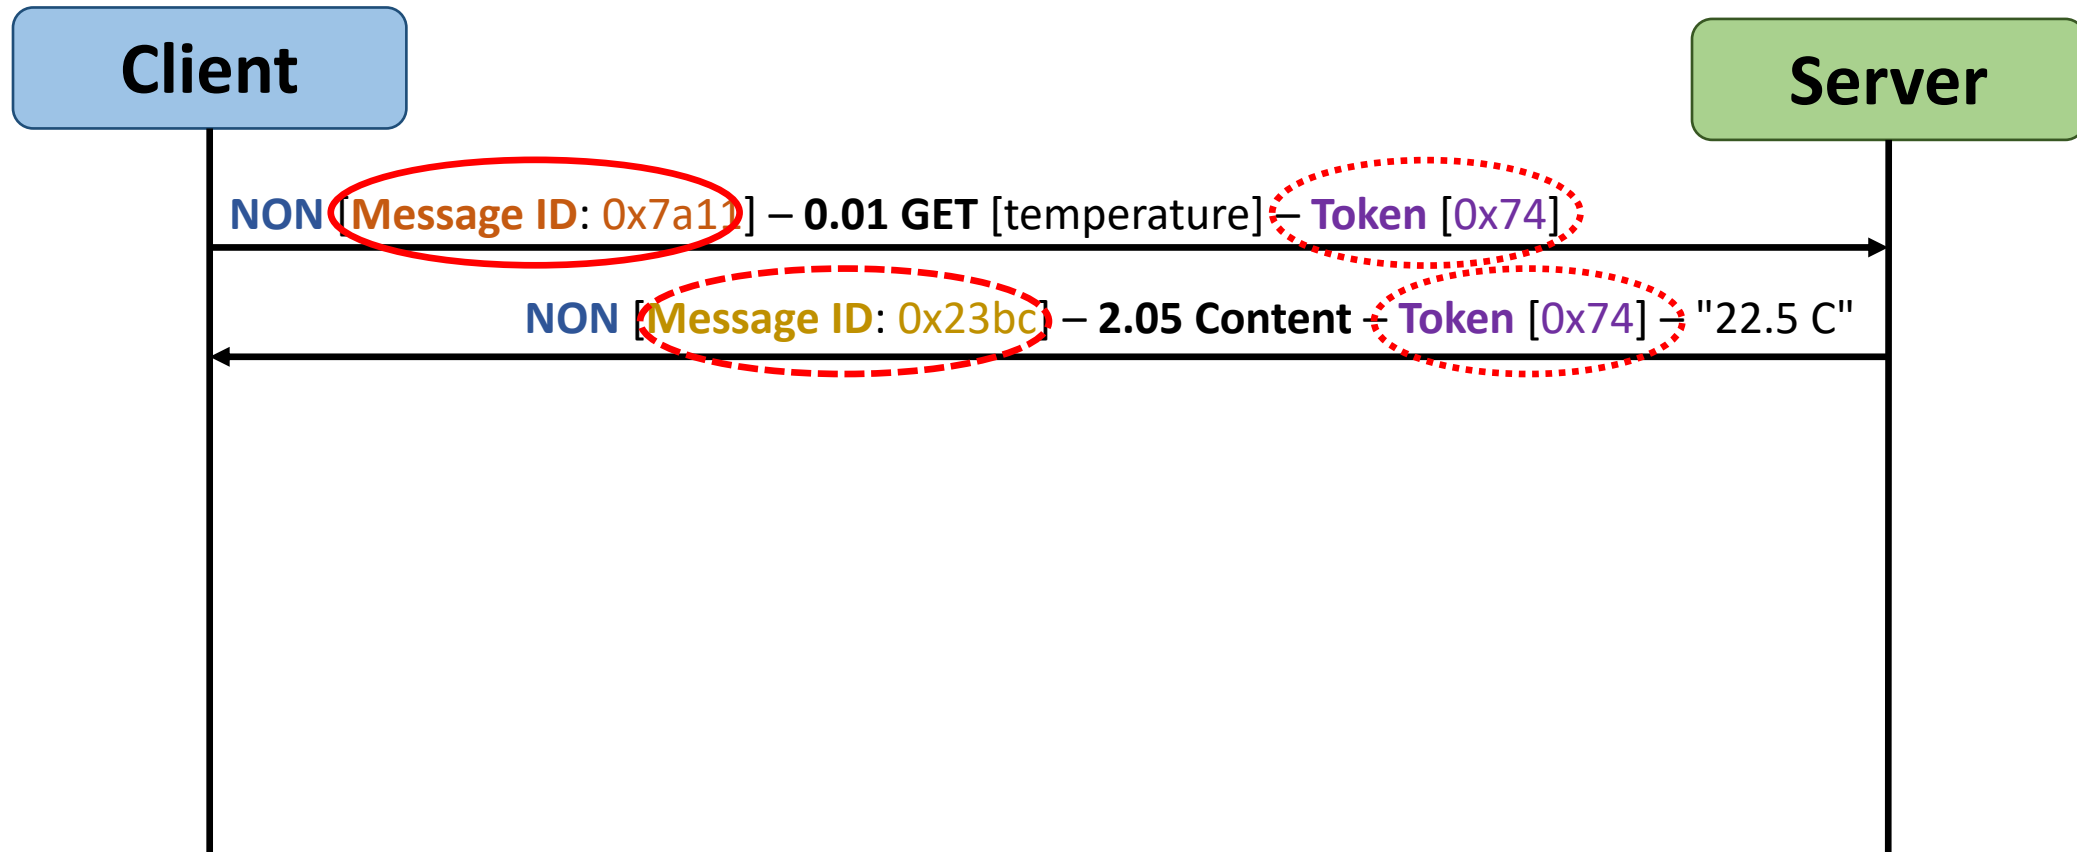 Client
Server
NON [Message ID: 0x7a11] – 0.01 GET [temperature] – Token [0x74]
NON [Message ID: 0x23bc] – 2.05 Content – Token [0x74] – "22.5 C"